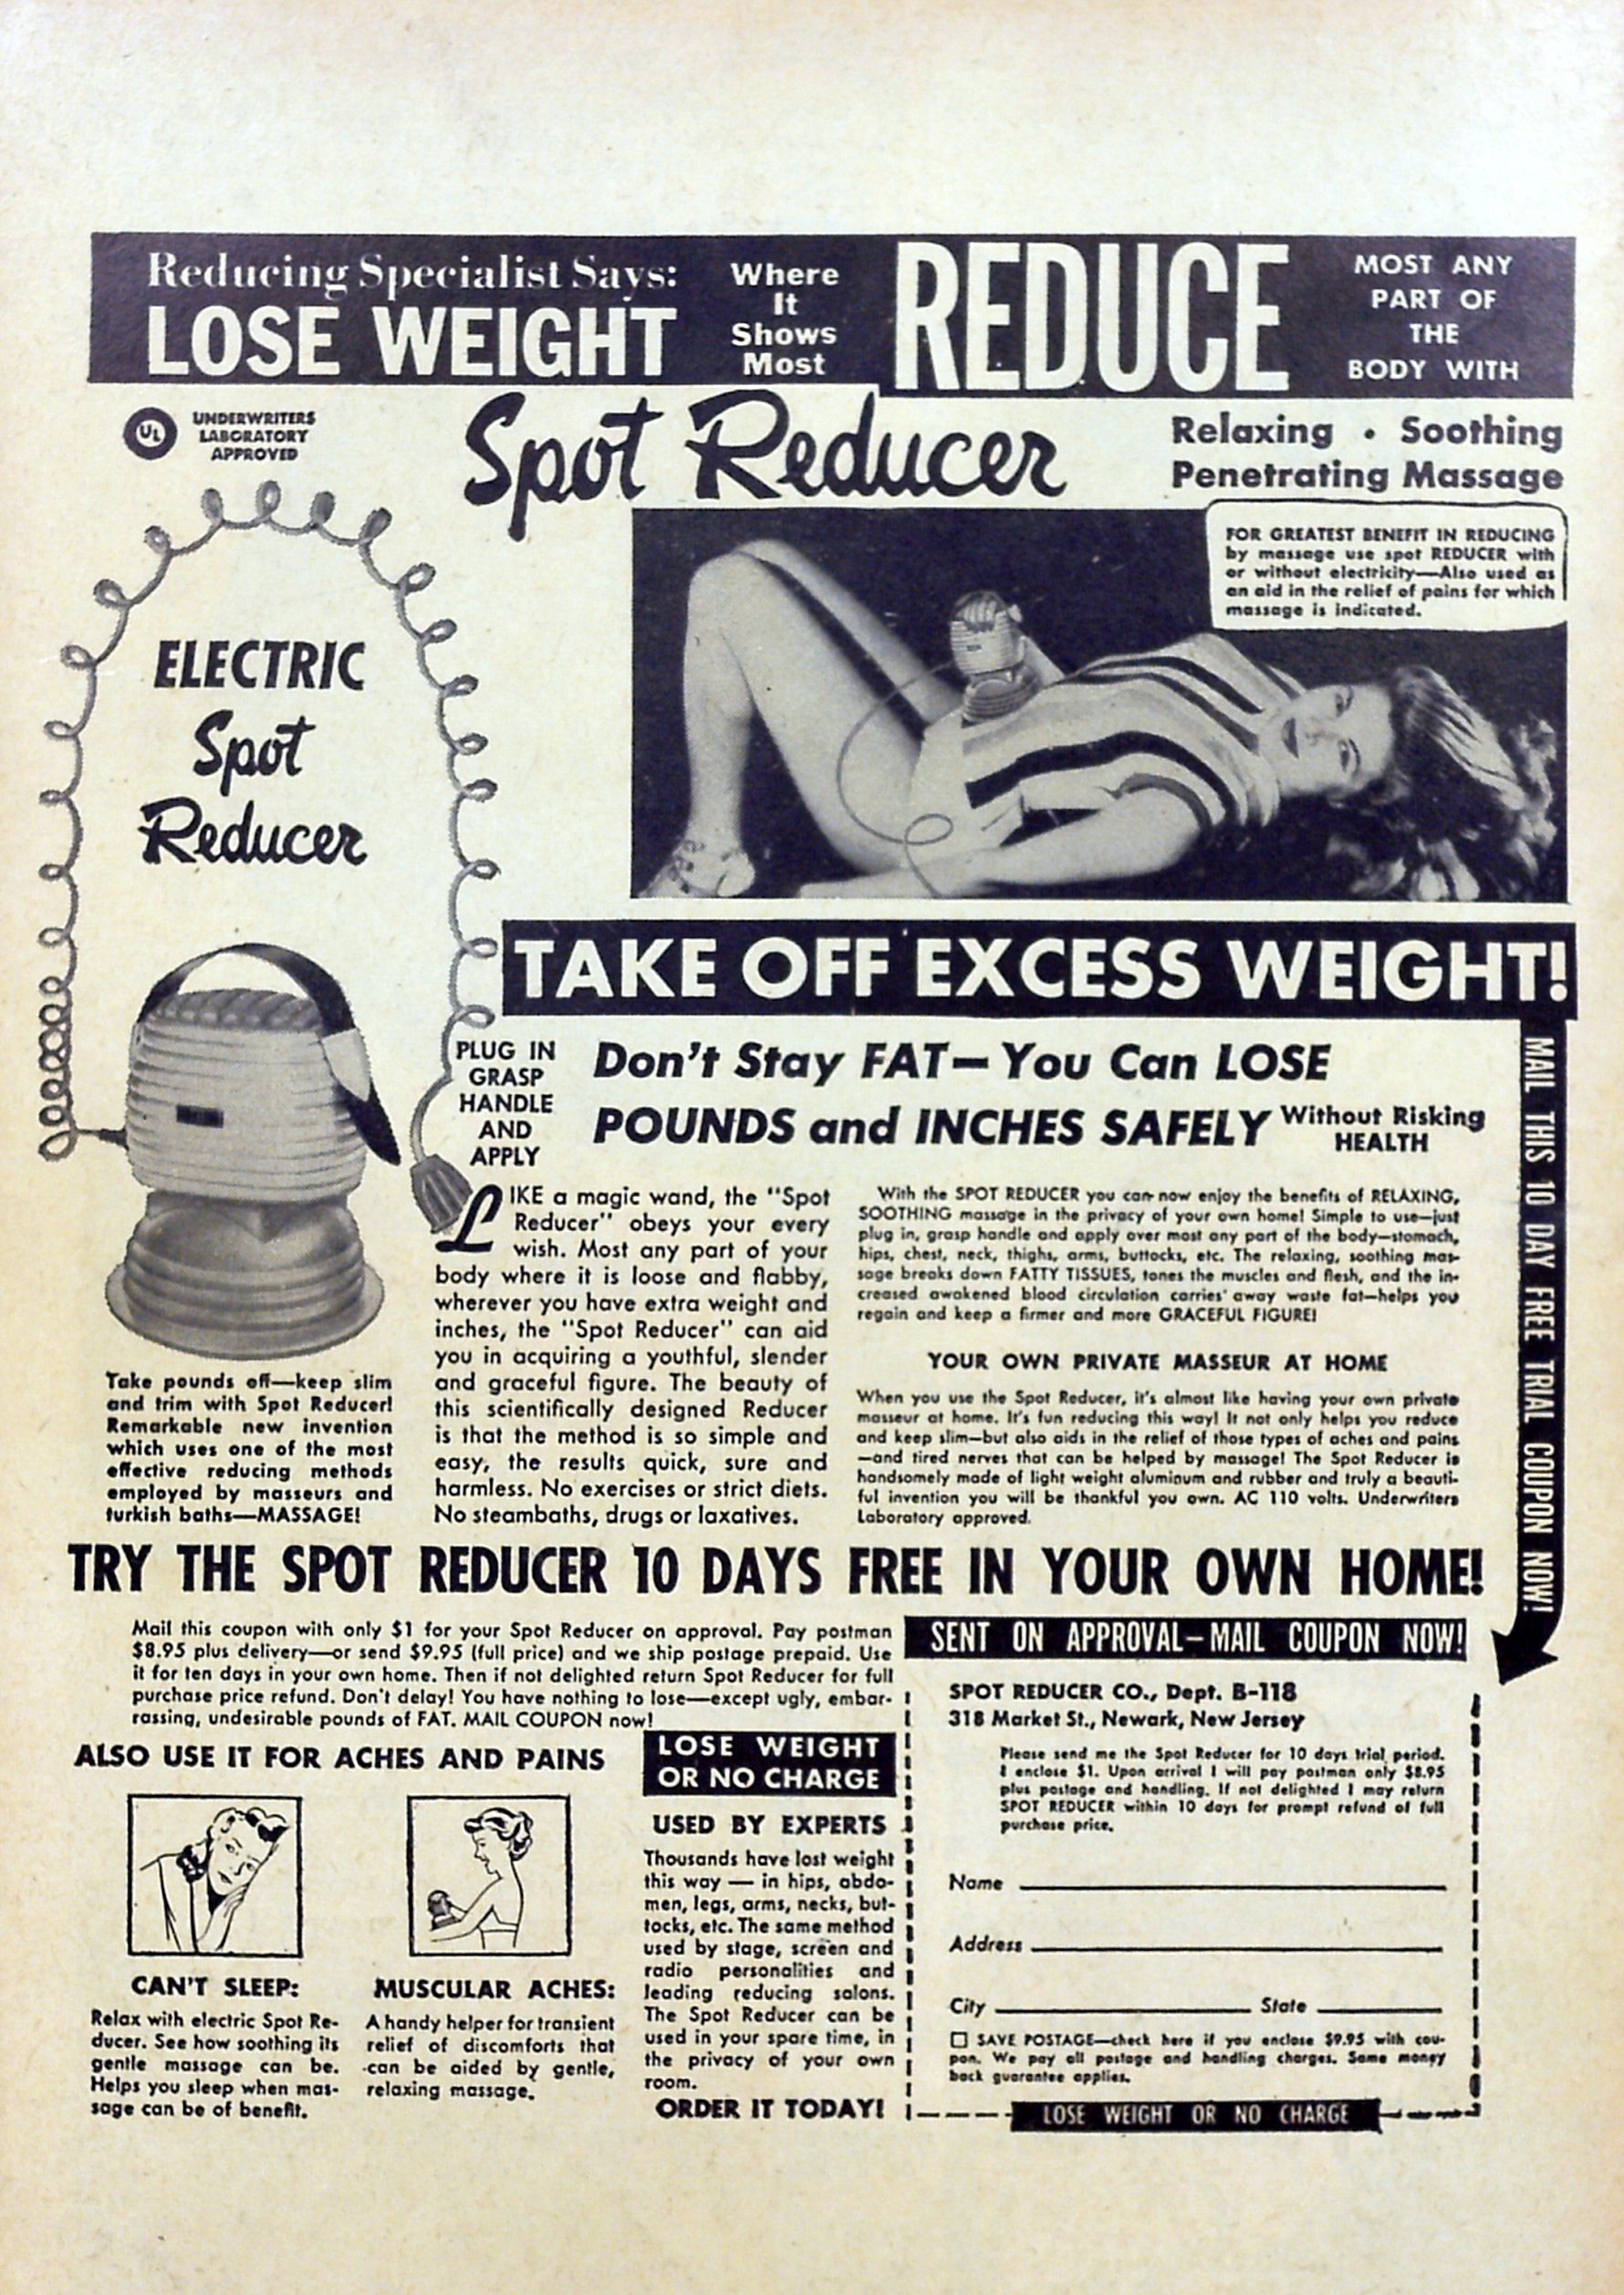 Reducing Specialist Says:
LOSE WEIGHT
Where
It
Shows
Most
REDUCE
MOST ANY
PART OF
THE
BODY WITH
UL
UNDERWRITERS
LABORATORY
APPROVED
Spot Reducer
Relaxing • Soothing
Penetrating Massage
FOR GREATEST BENEFIT IN REDUCING
by massage use spot REDUCER with
or without electricity—Also used as
an aid in the relief of pains for which
massage is indicated.
ELECTRIC
Spot
Reducer
TAKE OFF EXCESS WEIGHT!
PLUG IN
GRASP
HANDLE
AND
APPLY
Don't Stay FAT—You Can LOSE
POUNDS and INCHES SAFELY Without Risking
HEALTH
MAIL THIS 10 DAY FREE TRIAL COUPON NOW!
Take pounds off—keep slim
and trim with Spot Reducer!
Remarkable new invention
which uses one of the most
effective reducing methods
employed by masseurs and
turkish baths—MASSAGE!
LIKE a magic wand, the "Spot
Reducer" obeys your every
wish. Most any part of your
body where it is loose and flabby,
wherever you have extra weight and
inches, the "Spot Reducer" can aid
you in acquiring a youthful, slender
and graceful figure. The beauty of
this scientifically designed Reducer
is that the method is so simple and
easy, the results quick, sure and
harmless. No exercises or strict diets.
No steambaths, drugs or laxatives.
With the SPOT REDUCER you can now enjoy the benefits of RELAXING,
SOOTHING massage in the privacy of your own home! Simple to use—just
plug in, grasp handle and apply over most any part of the body—stomach,
hips, chest, neck, thighs, arms, buttocks, etc. The relaxing, soothing mas-
sage breaks down FATTY TISSUES, tones the muscles and flesh, and the in-
creased awakened blood circulation carries away waste fat—helps you
regain and keep a firmer and more GRACEFUL FIGURE!
YOUR OWN PRIVATE MASSEUR AT HOME
When you use the Spot Reducer, it's almost like having your own private
masseur at home. It's fun reducing this way! It not only helps you reduce
and keep slim—but also aids in the relief of those types of aches and pains
—and tired nerves that can be helped by massage! The Spot Reducer is
handsomely made of light weight aluminum and rubber and truly a beauti-
ful invention you will be thankful you own. AC 110 volts. Underwriters
Laboratory approved.
TRY THE SPOT REDUCER 10 DAYS FREE IN YOUR OWN HOME!
Mail this coupon with only $1 for your Spot Reducer on approval. Pay postman
$8.95 plus delivery—or send $9.95 (full price) and we ship postage prepaid. Use
it for ten days in your own home. Then if not delighted return Spot Reducer for full
purchase price refund. Don't delay! You have nothing to lose—except ugly, embar-
rassing, undesirable pounds of FAT. MAIL COUPON now!
ALSO USE IT FOR ACHES AND PAINS
CAN'T SLEEP:
Relax with electric Spot Re-
ducer. See how soothing its
gentle massage can be.
Helps you sleep when mas-
sage can be of benefit.
MUSCULAR ACHES:
A handy helper for transient
relief of discomforts that
can be aided by gentle,
relaxing massage.
LOSE WEIGHT
OR NO CHARGE
USED BY EXPERTS
Thousands have lost weight
this way — in hips, abdo-
men, legs, arms, necks, but-
tocks, etc. The same method
used by stage, screen and
radio personalities and
leading reducing salons.
The Spot Reducer can be
used in your spare time, in
the privacy of your own
room.
ORDER IT TODAY!
SENT ON APPROVAL—MAIL COUPON NOW!
SPOT REDUCER CO., Dept. B-118
318 Market St., Newark, New Jersey
Please send me the Spot Reducer for 10 days trial period.
I enclose $1. Upon arrival I will pay postman only $8.95
plus postage and handling. If not delighted I may return
SPOT REDUCER within 10 days for prompt refund of full
purchase price.
Name
Address
City State
SAVE POSTAGE—check here if you enclose $9.95 with cou-
pon. We pay all postage and handling charges. Same money
back guarantee applies.
LOSE WEIGHT OR NO CHARGE